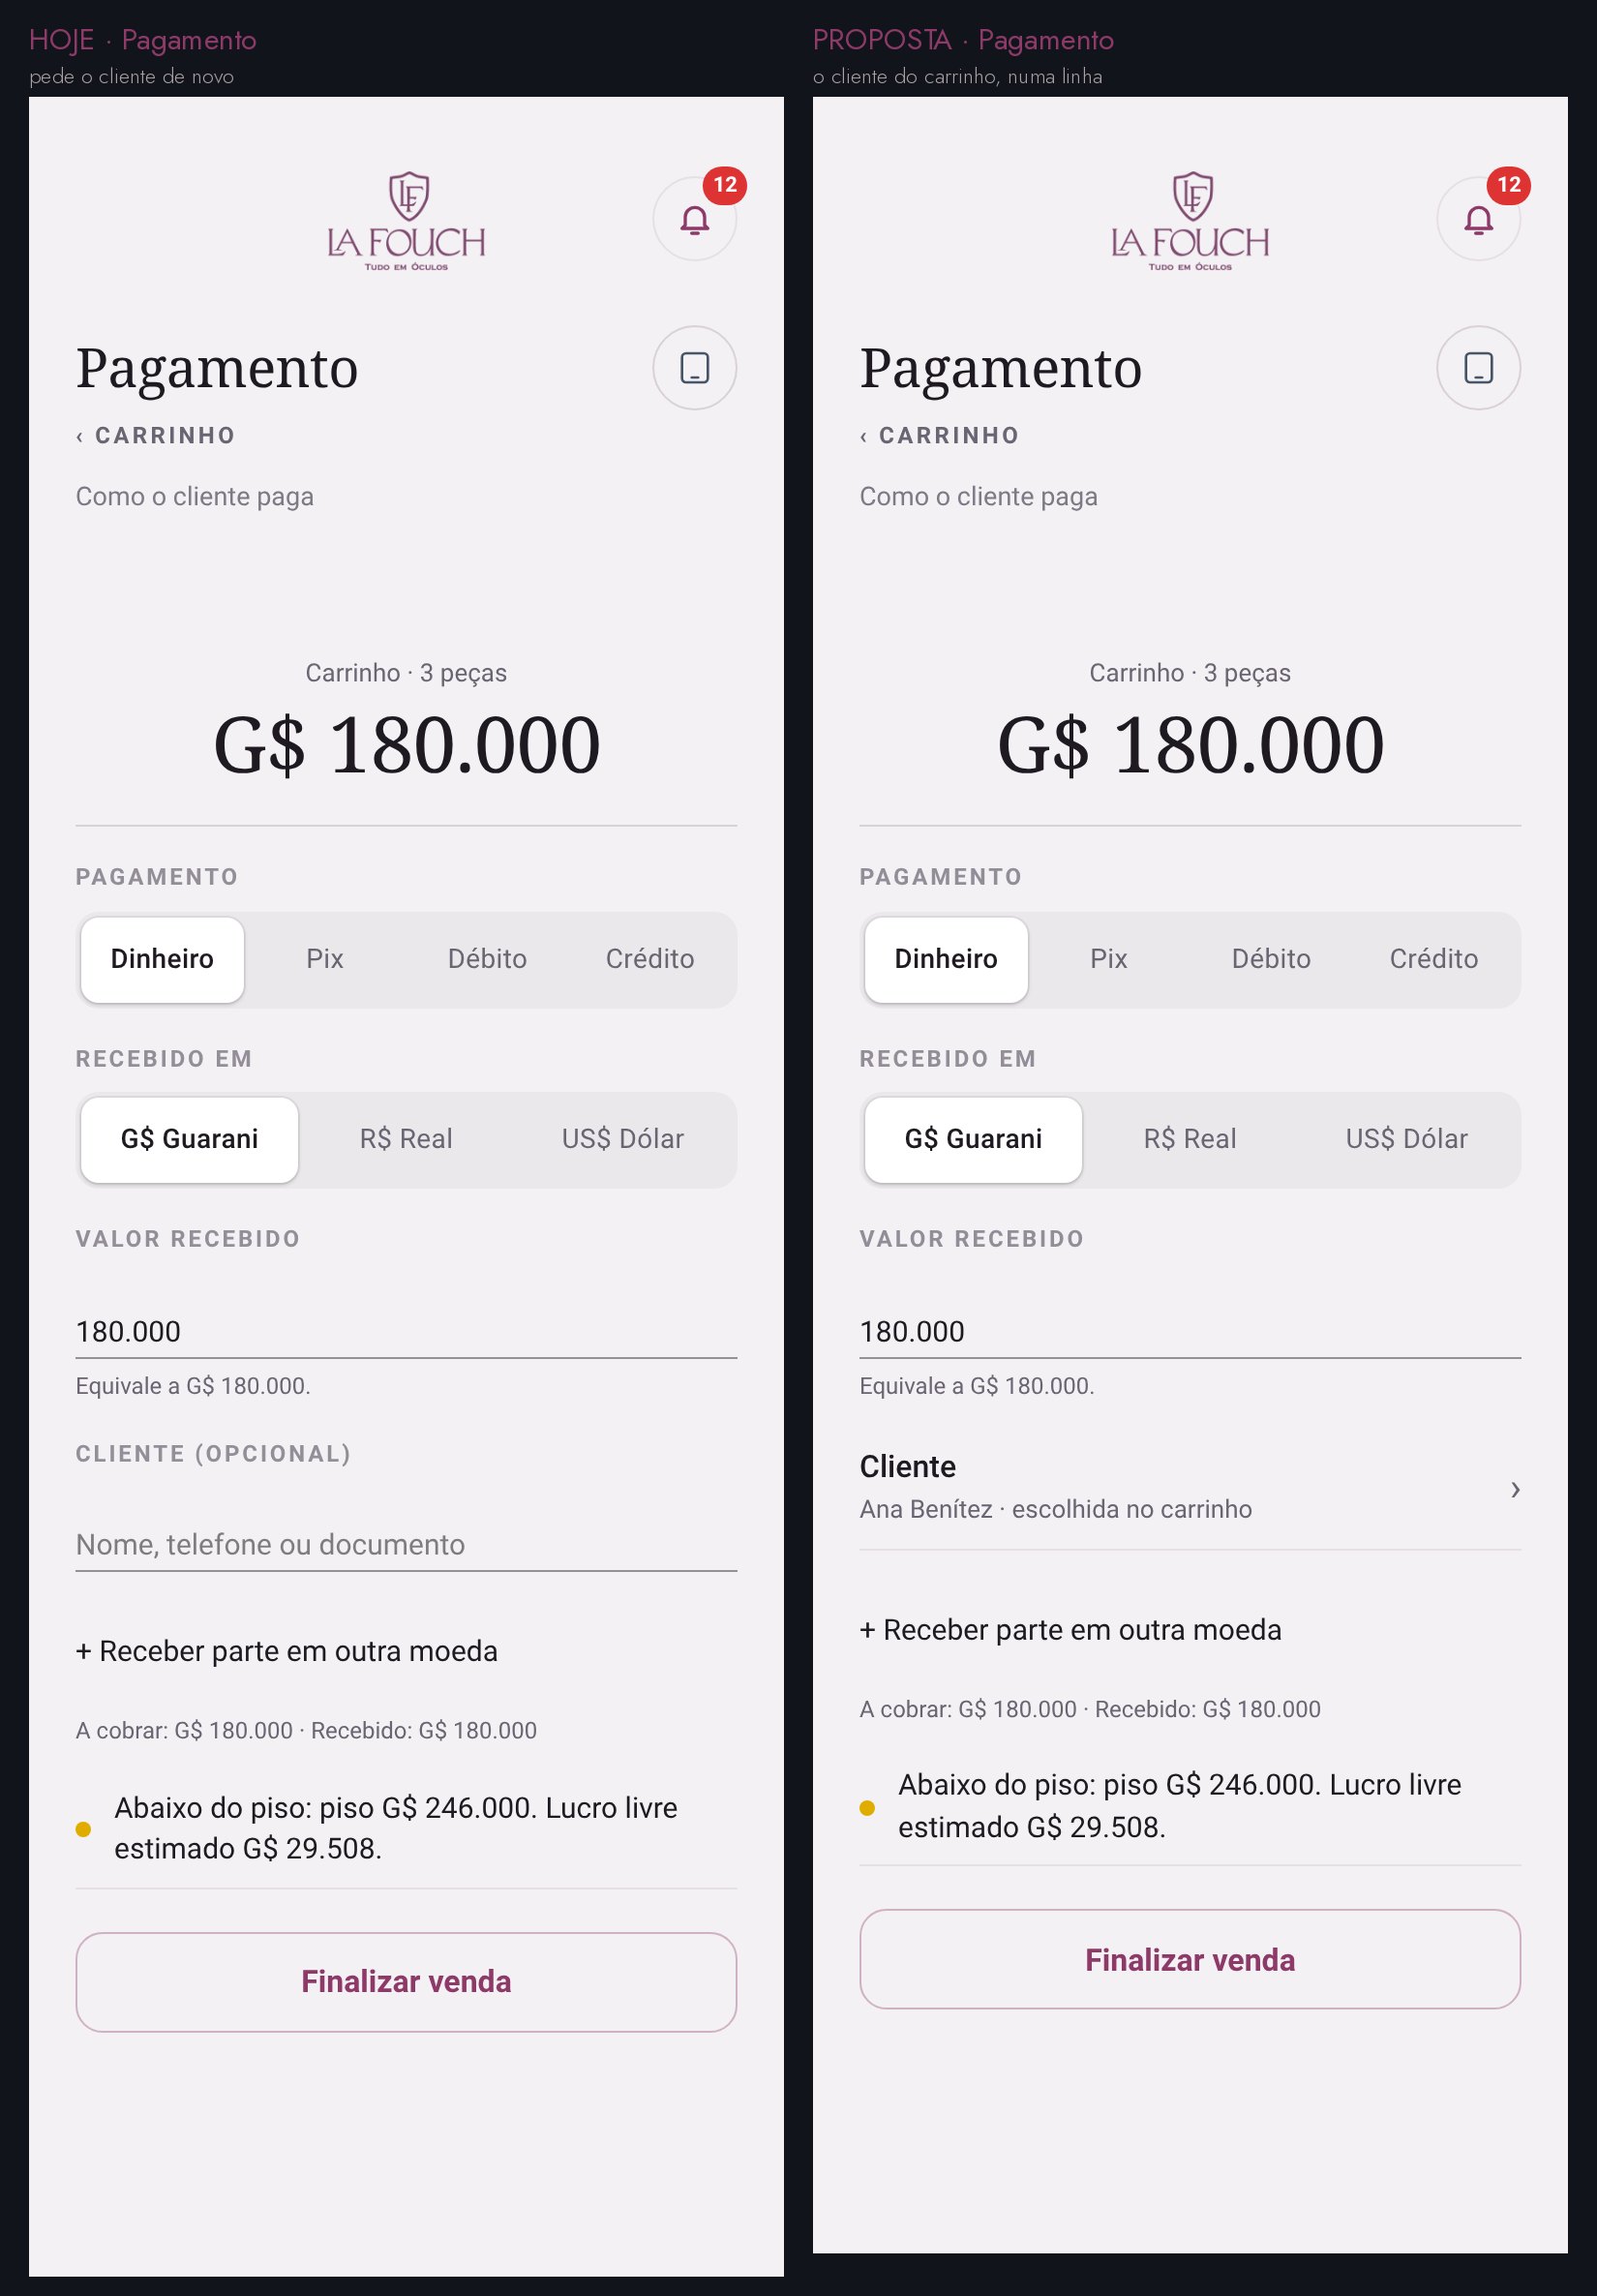 HOJE · Pagamento
pede o cliente de novo
12
LF
LA FOUCH
TUDO EM ÓCULOS
Pagamento
‹ CARRINHO
Como o cliente paga
Carrinho · 3 peças
G$ 180.000
PAGAMENTO
Dinheiro Pix Débito Crédito
RECEBIDO EM
G$ Guarani R$ Real US$ Dólar
VALOR RECEBIDO
180.000
Equivale a G$ 180.000.
CLIENTE (OPCIONAL)
Nome, telefone ou documento
+ Receber parte em outra moeda
A cobrar: G$ 180.000 · Recebido: G$ 180.000
Abaixo do piso: piso G$ 246.000. Lucro livre
estimado G$ 29.508.
Finalizar venda
PROPOSTA · Pagamento
o cliente do carrinho, numa linha
12
LF
LA FOUCH
TUDO EM ÓCULOS
Pagamento
‹ CARRINHO
Como o cliente paga
Carrinho · 3 peças
G$ 180.000
PAGAMENTO
Dinheiro Pix Débito Crédito
RECEBIDO EM
G$ Guarani R$ Real US$ Dólar
VALOR RECEBIDO
180.000
Equivale a G$ 180.000.
Cliente
Ana Benítez · escolhida no carrinho ›
+ Receber parte em outra moeda
A cobrar: G$ 180.000 · Recebido: G$ 180.000
Abaixo do piso: piso G$ 246.000. Lucro livre
estimado G$ 29.508.
Finalizar venda